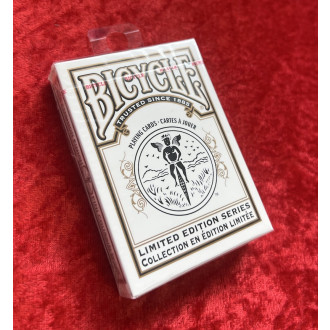 BICYCLE
TRUSTED SINCE 1885
PLAYING CARDS • CARTES À JOUER
LIMITED EDITION SERIES
COLLECTION EN ÉDITION LIMITÉE